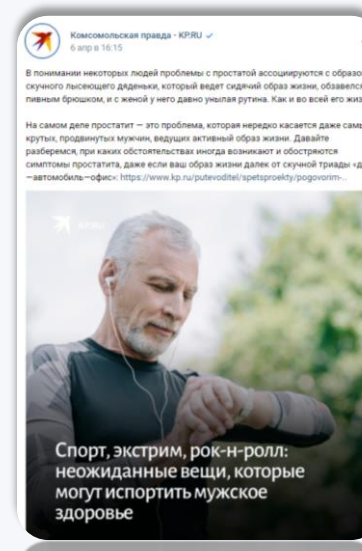 Комсомольская правда · KP.RU
6 апр в 16:15
В понимании некоторых людей проблемы с простатой ассоциируются с образо
скучного лысеющего дяденьки, который ведет сидячий образ жизни, обзавелся
пивным брюшком, и с женой у него давно унылая рутина. Как и во всей его жиз
На самом деле простатит — это проблема, которая нередко касается даже самы
крутых, продвинутых мужчин, ведущих активный образ жизни. Давайте
разберемся, при каких обстоятельствах иногда возникают и обостряются
симптомы простатита, даже если ваш образ жизни далек от скучной триады «д
—автомобиль—офис»: https://www.kp.ru/putevoditel/spetsproekty/pogovorim-..
KP.RU
Спорт, экстрим, рок-н-ролл:
неожиданные вещи, которые
могут испортить мужское
здоровье